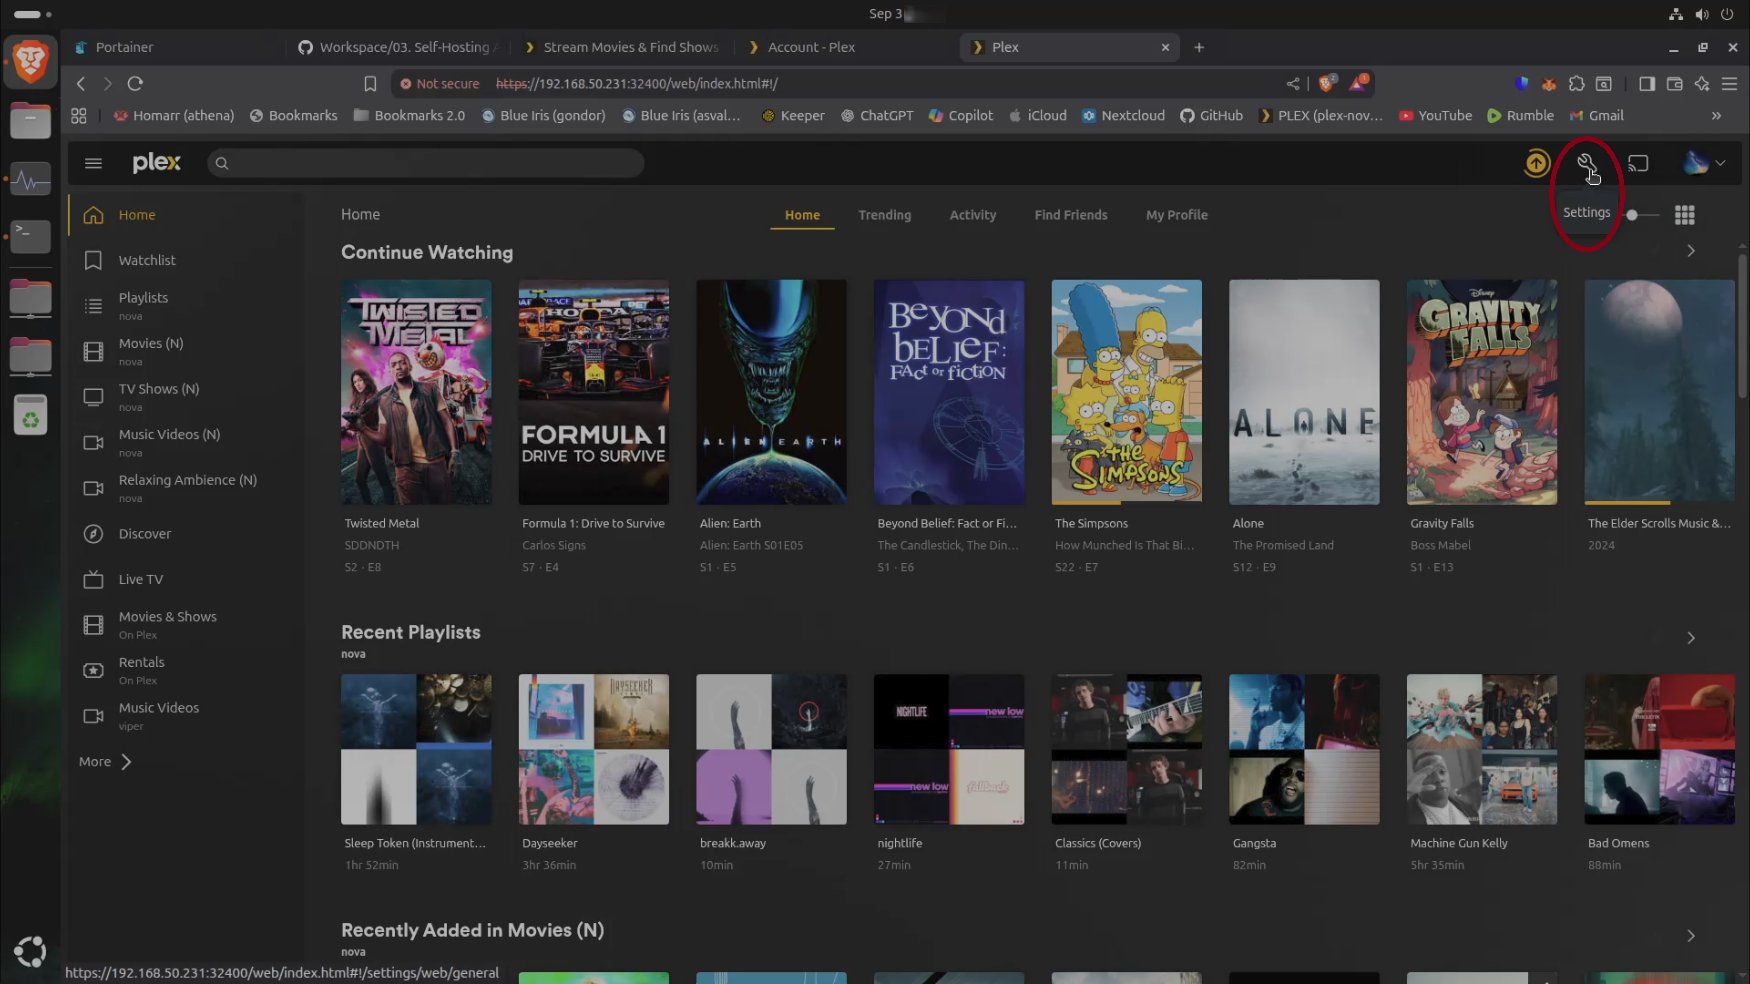 Sep 3
Portainer
Workspace/03. Self-Hosting A
Stream Movies & Find Shows
Account - Plex
Plex
Not secure
https://192.168.50.231:32400/web/index.html#!/
Homarr (athena)
Bookmarks
Bookmarks 2.0
Blue Iris (gondor)
Blue Iris (asval...
Keeper
ChatGPT
Copilot
iCloud
Nextcloud
GitHub
PLEX (plex-nov...
YouTube
Rumble
Gmail
plex
Settings
Home
Watchlist
Playlists
nova
Movies (N)
nova
TV Shows (N)
nova
Music Videos (N)
nova
Relaxing Ambience (N)
nova
Discover
Live TV
Movies & Shows
On Plex
Rentals
On Plex
Music Videos
viper
More
Home
Home
Trending
Activity
Find Friends
My Profile
Continue Watching
TWISTED METAL
FORMULA 1
DRIVE TO SURVIVE
ALIEN: EARTH
BEYOND
BELIEF:
FACT or FICTION
THE SIMPSONS
ALONE
Disney
GRAVITY
FALLS
Twisted Metal
SDDNDTH
S2 · E8
Formula 1: Drive to Survive
Carlos Signs
S7 · E4
Alien: Earth
Alien: Earth S01E05
S1 · E5
Beyond Belief: Fact or Fi...
The Candlestick, The Din...
S1 · E6
The Simpsons
How Munched Is That Bi...
S22 · E7
Alone
The Promised Land
S12 · E9
Gravity Falls
Boss Mabel
S1 · E13
The Elder Scrolls Music &...
2024
Recent Playlists
nova
DAYSEEKER
NIGHTLIFE
new low
new low
fallback
Sleep Token (Instrument...
1hr 52min
Dayseeker
3hr 36min
breakk.away
10min
nightlife
27min
Classics (Covers)
11min
Gangsta
82min
Machine Gun Kelly
5hr 35min
Bad Omens
88min
Recently Added in Movies (N)
nova
https://192.168.50.231:32400/web/index.html#!/settings/web/general